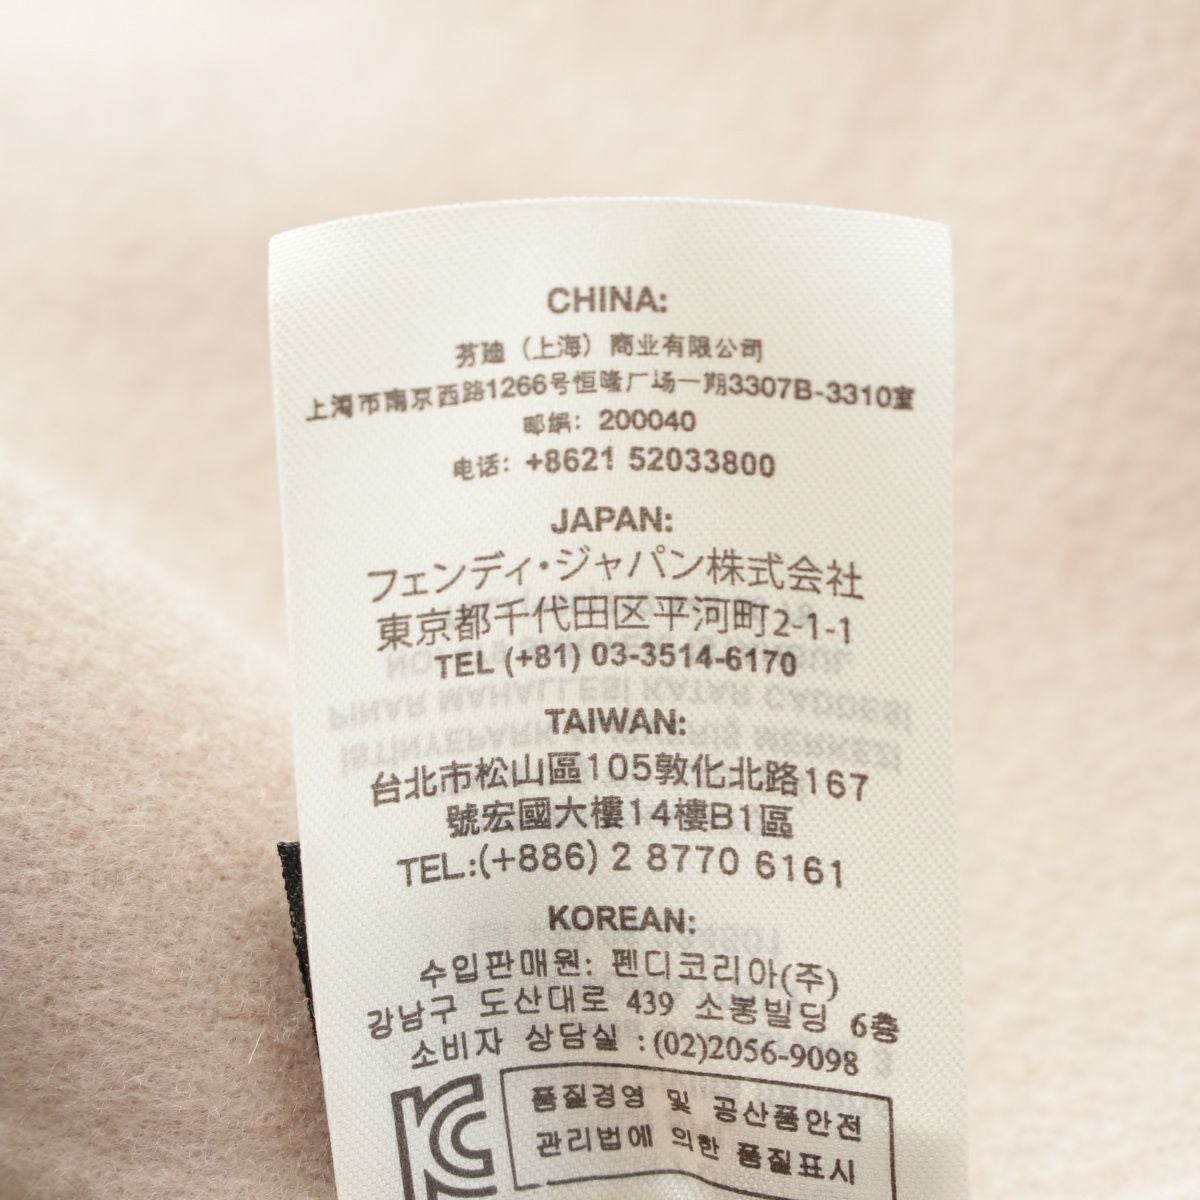 CHINA:
芬迪（上海）商业有限公司
上海市南京西路1266号恒隆广场一期3307B-3310室
邮编: 200040
电话: +8621 52033800
JAPAN:
フェンディ・ジャパン株式会社
東京都千代田区平河町2-1-1
TEL (+81) 03-3514-6170
TAIWAN:
台北市松山區105敦化北路167
號宏國大樓14樓B1區
TEL.:(+886) 2 8770 6161
KOREAN:
수입판매원: 펜디코리아(주)
강남구 도산대로 439 소봉빌딩 6층
소비자 상담실 :(02)2056-9098
품질경영 및 공산품안전
관리법에 의한 품질표시